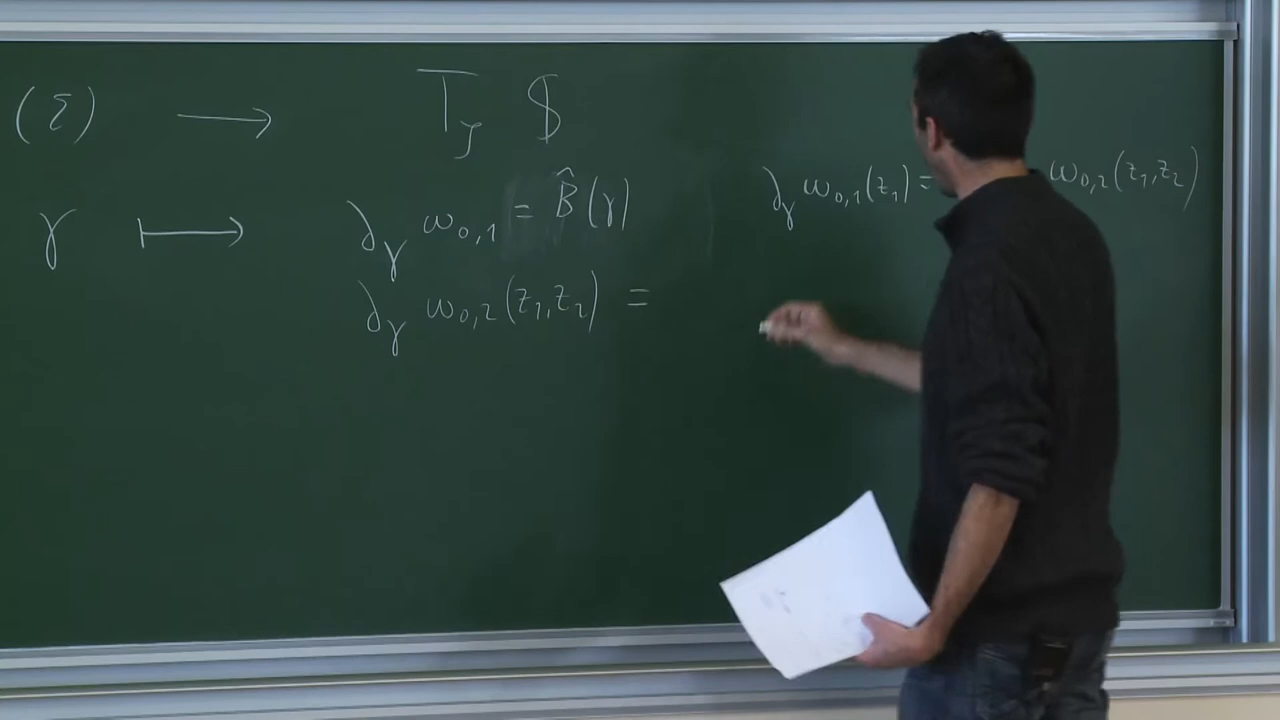 (Σ) → T_𝒥 $
γ ↦ ∂_γ ω_{0,1} = B̂(γ)
∂_γ ω_{0,1}(z_1) = ω_{0,2}(z_1,z_2)
∂_γ ω_{0,2}(z_1,z_2) =